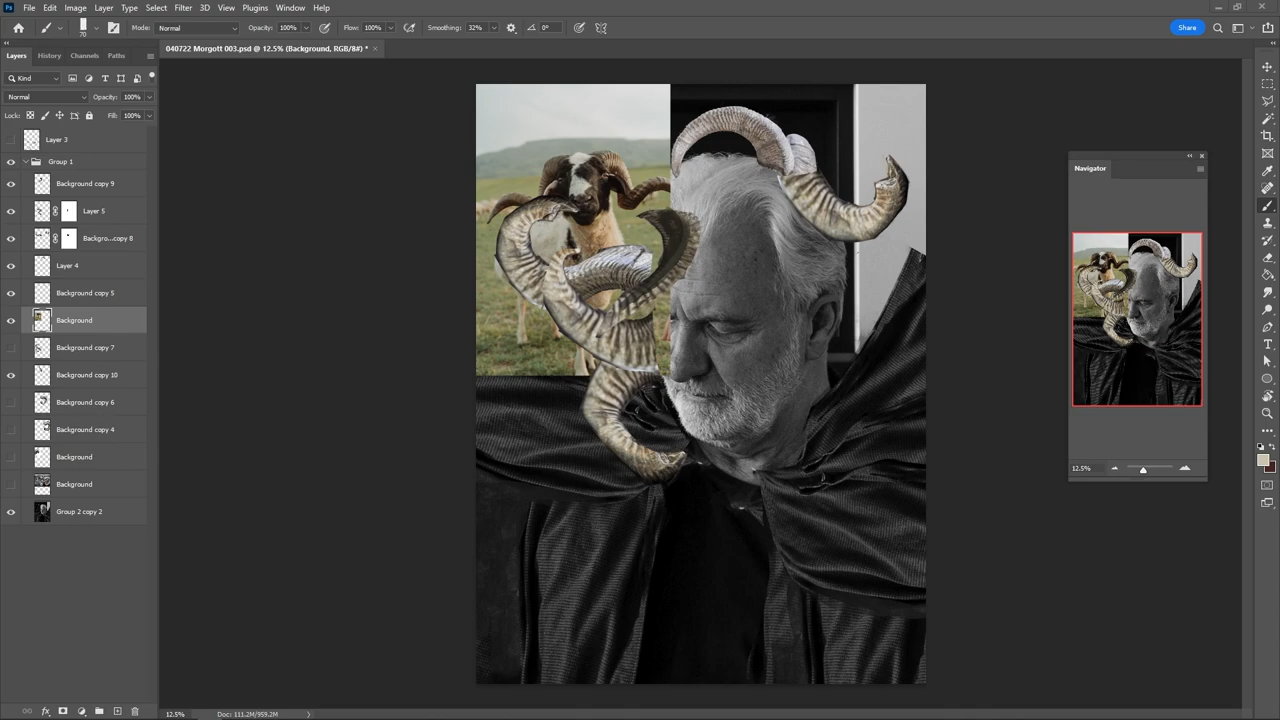 Ps File Edit Image Layer Type Select Filter 3D View Plugins Window Help
70 Mode: Normal Opacity: 100% Flow: 100% Smoothing: 32% 0° Share
Layers History Channels Paths
040722 Morgott 003.psd @ 12.5% (Background, RGB/8#) * ×
Kind
Normal Opacity: 100%
Lock: Fill: 100%
Layer 3
Group 1
Background copy 9
Layer 5
Backgro...copy 8
Layer 4
Background copy 5
Background
Background copy 7
Background copy 10
Background copy 6
Background copy 4
Background
Background
Group 2 copy 2
Navigator
12.5%
fx
12.5% Doc: 111.2M/959.2M